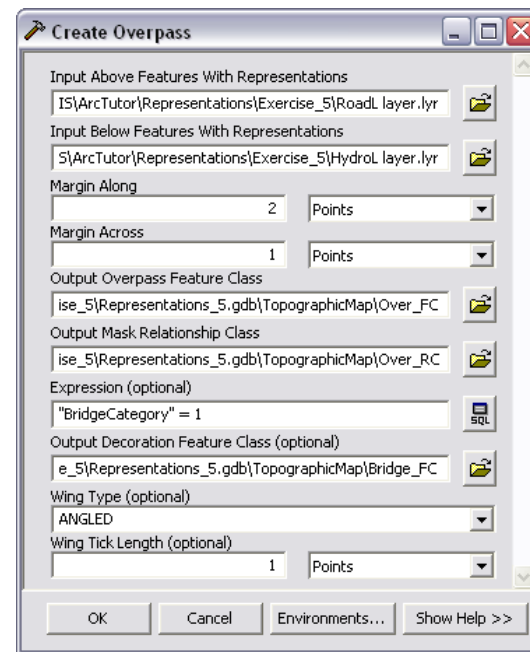 Create Overpass
Input Above Features With Representations
IS\ArcTutor\Representations\Exercise_5\RoadL layer.lyr
Input Below Features With Representations
S\ArcTutor\Representations\Exercise_5\HydroL layer.lyr
Margin Along
2 Points
Margin Across
1 Points
Output Overpass Feature Class
ise_5\Representations_5.gdb\TopographicMap\Over_FC
Output Mask Relationship Class
ise_5\Representations_5.gdb\TopographicMap\Over_RC
Expression (optional)
"BridgeCategory" = 1
SQL
Output Decoration Feature Class (optional)
e_5\Representations_5.gdb\TopographicMap\Bridge_FC
Wing Type (optional)
ANGLED
Wing Tick Length (optional)
1 Points
OK Cancel Environments... Show Help >>